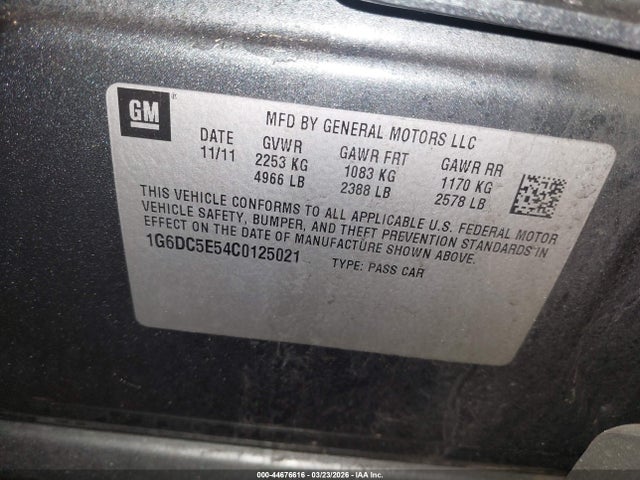 GM
MFD BY GENERAL MOTORS LLC
DATE GVWR GAWR FRT GAWR RR
11/11 2253 KG 1083 KG 1170 KG
4966 LB 2388 LB 2578 LB
THIS VEHICLE CONFORMS TO ALL APPLICABLE U.S. FEDERAL MOTOR
VEHICLE SAFETY, BUMPER, AND THEFT PREVENTION STANDARDS IN
EFFECT ON THE DATE OF MANUFACTURE SHOWN ABOVE.
1G6DC5E54C0125021 TYPE: PASS CAR
000-44676616 | 03/23/2026 | IAA Inc.